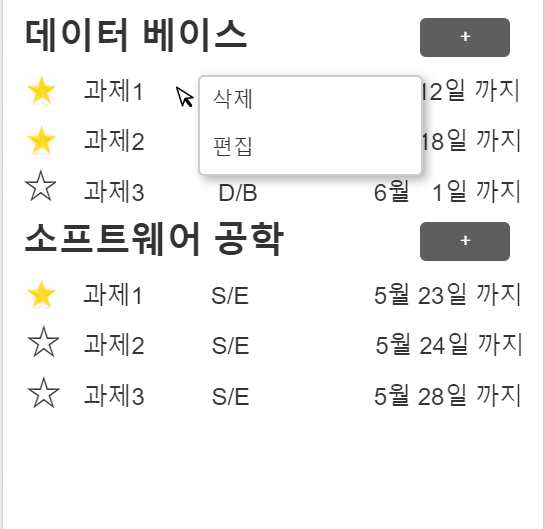 데이터 베이스 +
과제1 삭제 12일 까지
과제2 편집 18일 까지
과제3 D/B 6월 1일 까지
소프트웨어 공학 +
과제1 S/E 5월 23일 까지
과제2 S/E 5월 24일 까지
과제3 S/E 5월 28일 까지